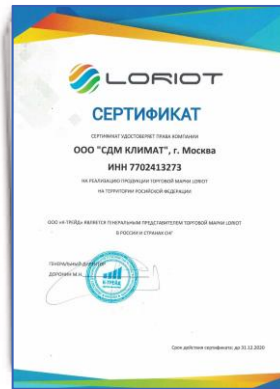 LORIOT
СЕРТИФИКАТ
СЕРТИФИКАТ УДОСТОВЕРЯЕТ ПРАВА КОМПАНИИ
ООО "СДМ КЛИМАТ", г. Москва
ИНН 7702413273
НА РЕАЛИЗАЦИЮ ПРОДУКЦИИ ТОРГОВОЙ МАРКИ LORIOT
НА ТЕРРИТОРИИ РОССИЙСКОЙ ФЕДЕРАЦИИ
ЯВЛЯЕТСЯ ГЕНЕРАЛЬНЫМ ПРЕДСТАВИТЕЛЕМ ТОРГОВОЙ МАРКИ LORIOT
В РОССИИ И СТРАНАХ СНГ
ГЕНЕРАЛЬНЫЙ ДИРЕКТОР
ДОРОНИН М.Н.
Срок действия сертификата: до 31.12.2020